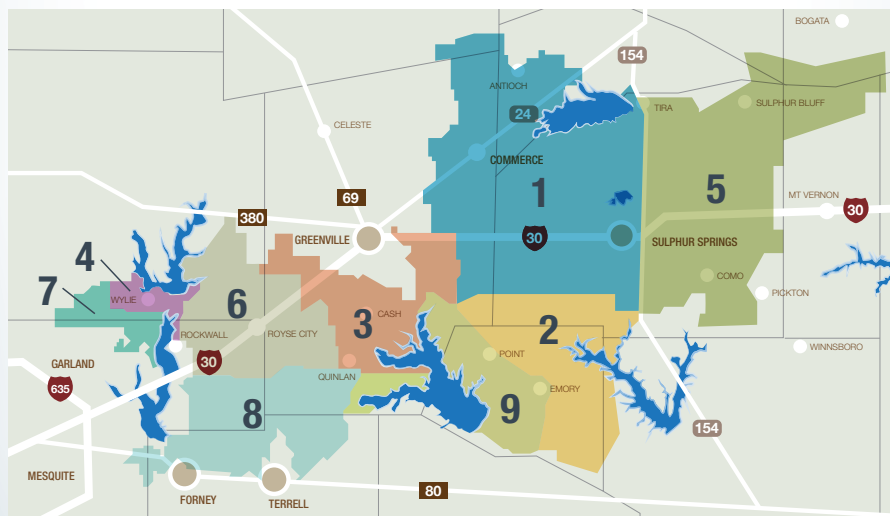 BOGATA
154
ANTIOCH
TIRA
SULPHUR BLUFF
24
CELESTE
COMMERCE
1
5
69
MT VERNON
30
380
GREENVILLE
30
SULPHUR SPRINGS
4
COMO
7
WYLIE
6
PICKTON
3
CASH
2
ROCKWALL
ROYSE CITY
30
POINT
WINNSBORO
GARLAND
QUINLAN
635
EMORY
8
9
154
MESQUITE
80
FORNEY
TERRELL